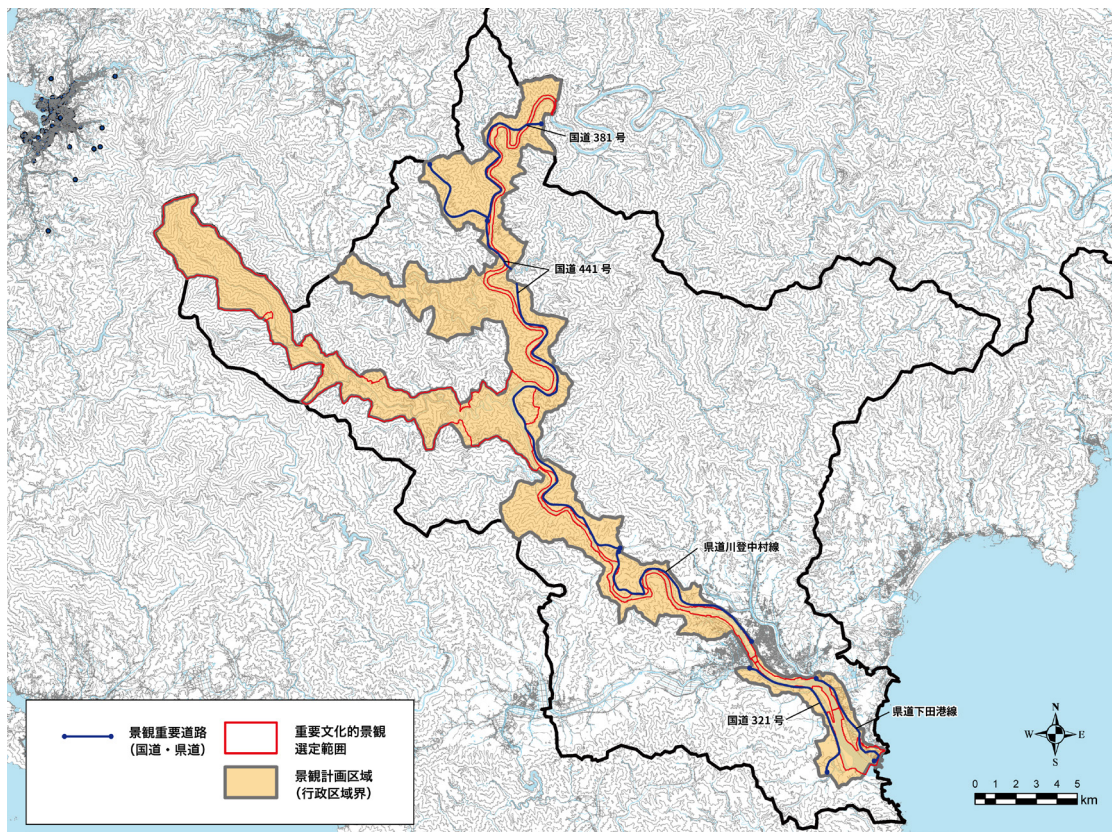 国道 381 号
国道 441 号
県道川登中村線
国道 321 号
県道下田港線
景観重要道路
（国道・県道）
重要文化的景観
選定範囲
景観計画区域
（行政区域界）
N
W E
S
0 1 2 3 4 5
km